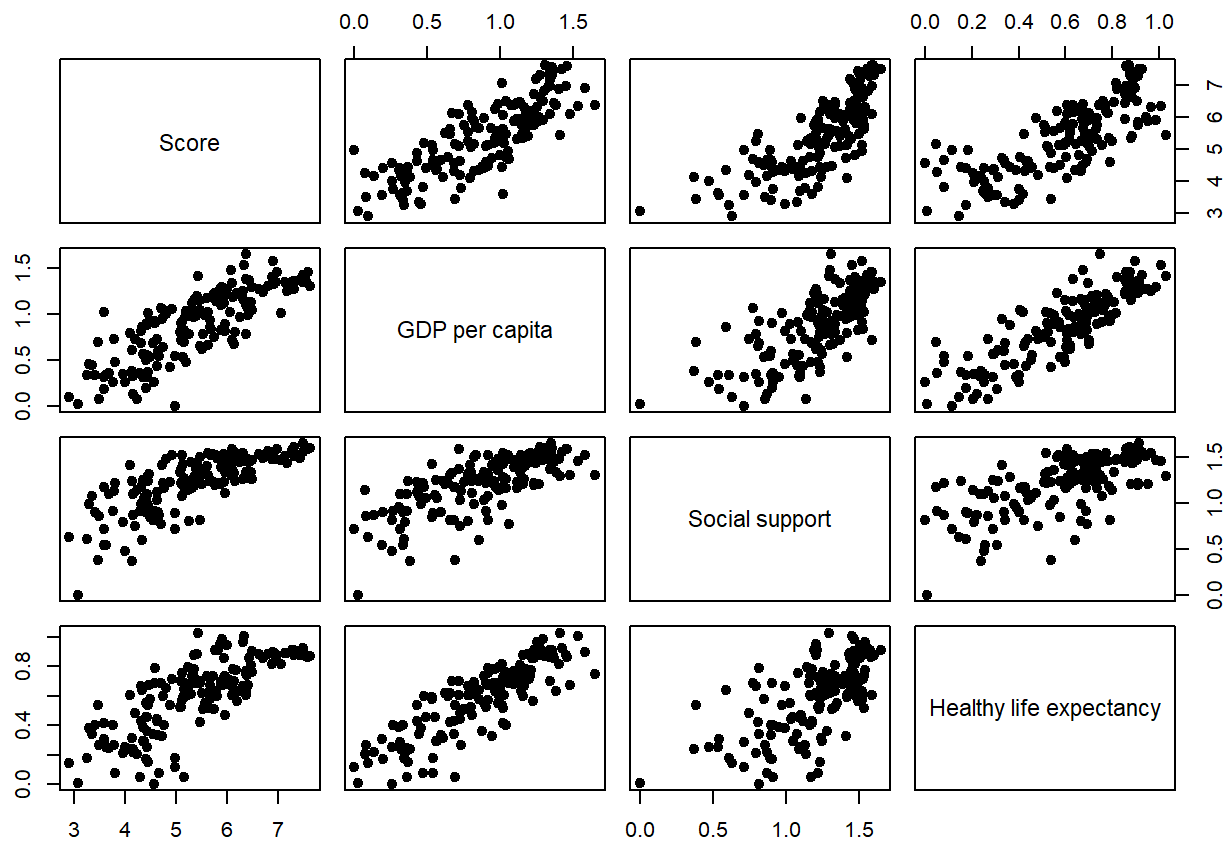 0.0 0.5 1.0 1.5 0.0 0.2 0.4 0.6 0.8 1.0
Score
3 4 5 6 7
0.0 0.5 1.0 1.5
GDP per capita
Social support
0.0 0.5 1.0 1.5
0.0 0.4 0.8
Healthy life expectancy
3 4 5 6 7 0.0 0.5 1.0 1.5